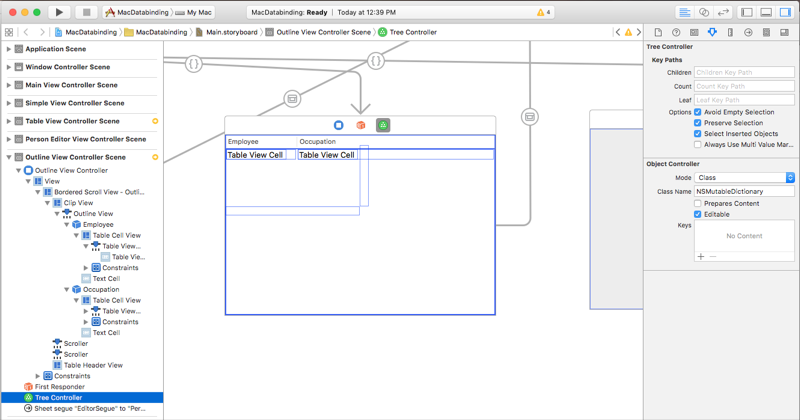 MacDatabinding › My Mac
MacDatabinding: Ready | Today at 12:39 PM
4
MacDatabinding › MacDatabinding › Main.storyboard › Outline View Controller Scene › Tree Controller
Application Scene
Window Controller Scene
Main View Controller Scene
Simple View Controller Scene
Table View Controller Scene
Person Editor View Controller Scene
Outline View Controller Scene
Outline View Controller
View
Bordered Scroll View - Outli...
Clip View
Outline View
Employee
Table Cell View
Table View...
Table Vie...
Constraints
Text Cell
Occupation
Table Cell View
Table View...
Constraints
Text Cell
Scroller
Scroller
Table Header View
Constraints
First Responder
Tree Controller
Sheet segue "EditorSegue" to "Per...
Employee Occupation
Table View Cell Table View Cell
Tree Controller
Key Paths
Children Children Key Path
Count Count Key Path
Leaf Leaf Key Path
Options Avoid Empty Selection
Preserve Selection
Select Inserted Objects
Always Use Multi Value Mar...
Object Controller
Mode Class
Class Name NSMutableDictionary
Prepares Content
Editable
Keys
No Content